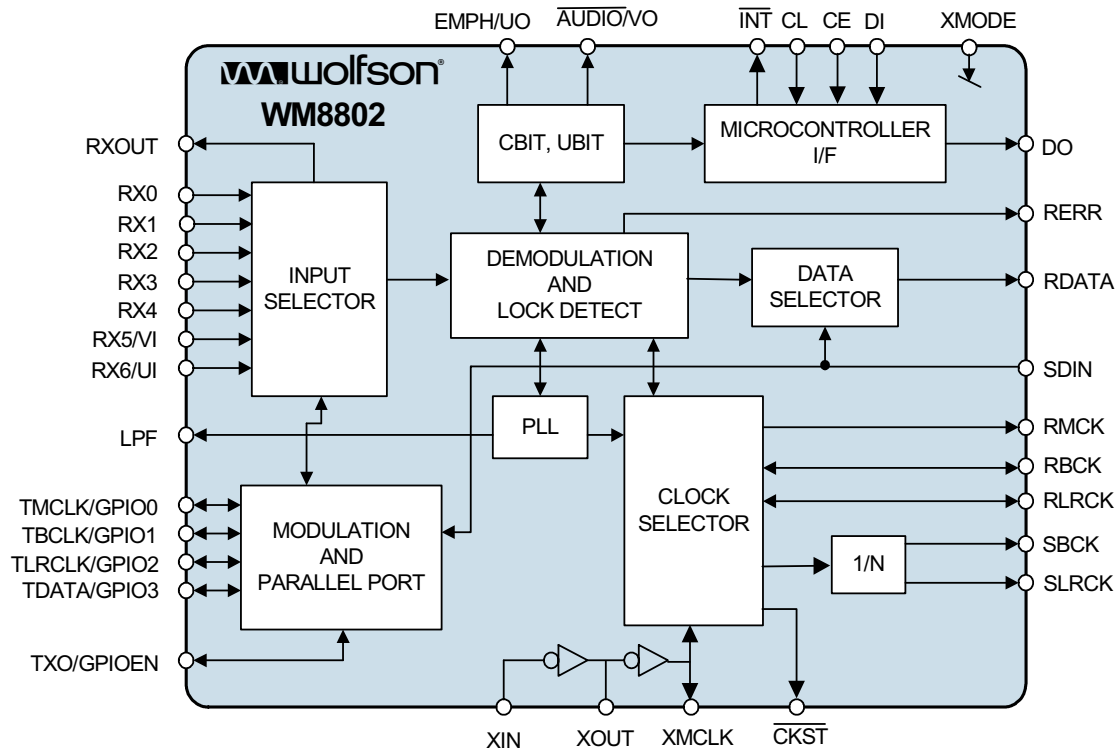 EMPH/UO
AUDIO/VO
INT
CL
CE
DI
XMODE
wolfson®
WM8802
RXOUT
RX0
RX1
RX2
RX3
RX4
RX5/VI
RX6/UI
LPF
TMCLK/GPIO0
TBCLK/GPIO1
TLRCLK/GPIO2
TDATA/GPIO3
TXO/GPIOEN
INPUT
SELECTOR
CBIT, UBIT
MICROCONTROLLER
I/F
DEMODULATION
AND
LOCK DETECT
DATA
SELECTOR
PLL
CLOCK
SELECTOR
1/N
MODULATION
AND
PARALLEL PORT
DO
RERR
RDATA
SDIN
RMCK
RBCK
RLRCK
SBCK
SLRCK
XIN
XOUT
XMCLK
CKST